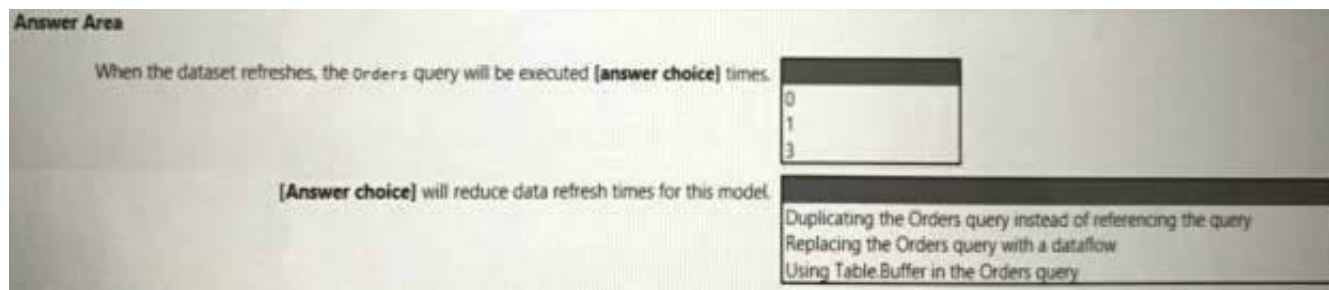 Answer Area
When the dataset refreshes, the Orders query will be executed [answer choice] times.
0
1
3
[Answer choice] will reduce data refresh times for this model.
Duplicating the Orders query instead of referencing the query
Replacing the Orders query with a dataflow
Using Table.Buffer in the Orders query